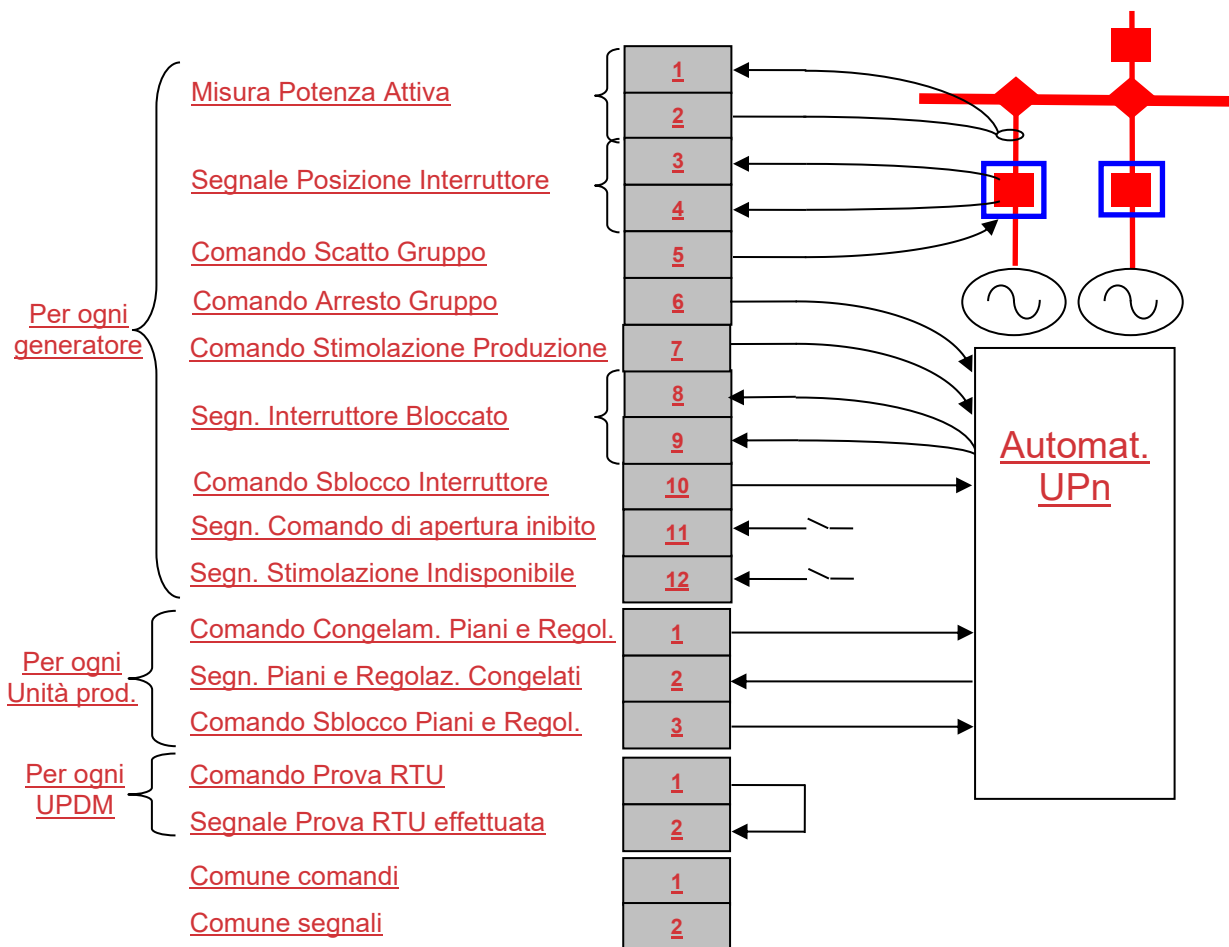 Misura Potenza Attiva
1
2
Segnale Posizione Interruttore
3
4
Comando Scatto Gruppo
5
Comando Arresto Gruppo
6
Per ogni
generatore
Comando Stimolazione Produzione
7
Segn. Interruttore Bloccato
8
9
Comando Sblocco Interruttore
10
Segn. Comando di apertura inibito
11
Segn. Stimolazione Indisponibile
12
Automat.
UPn
Per ogni
Unità prod.
Comando Congelam. Piani e Regol.
1
Segn. Piani e Regolaz. Congelati
2
Comando Sblocco Piani e Regol.
3
Per ogni
UPDM
Comando Prova RTU
1
Segnale Prova RTU effettuata
2
Comune comandi
1
Comune segnali
2